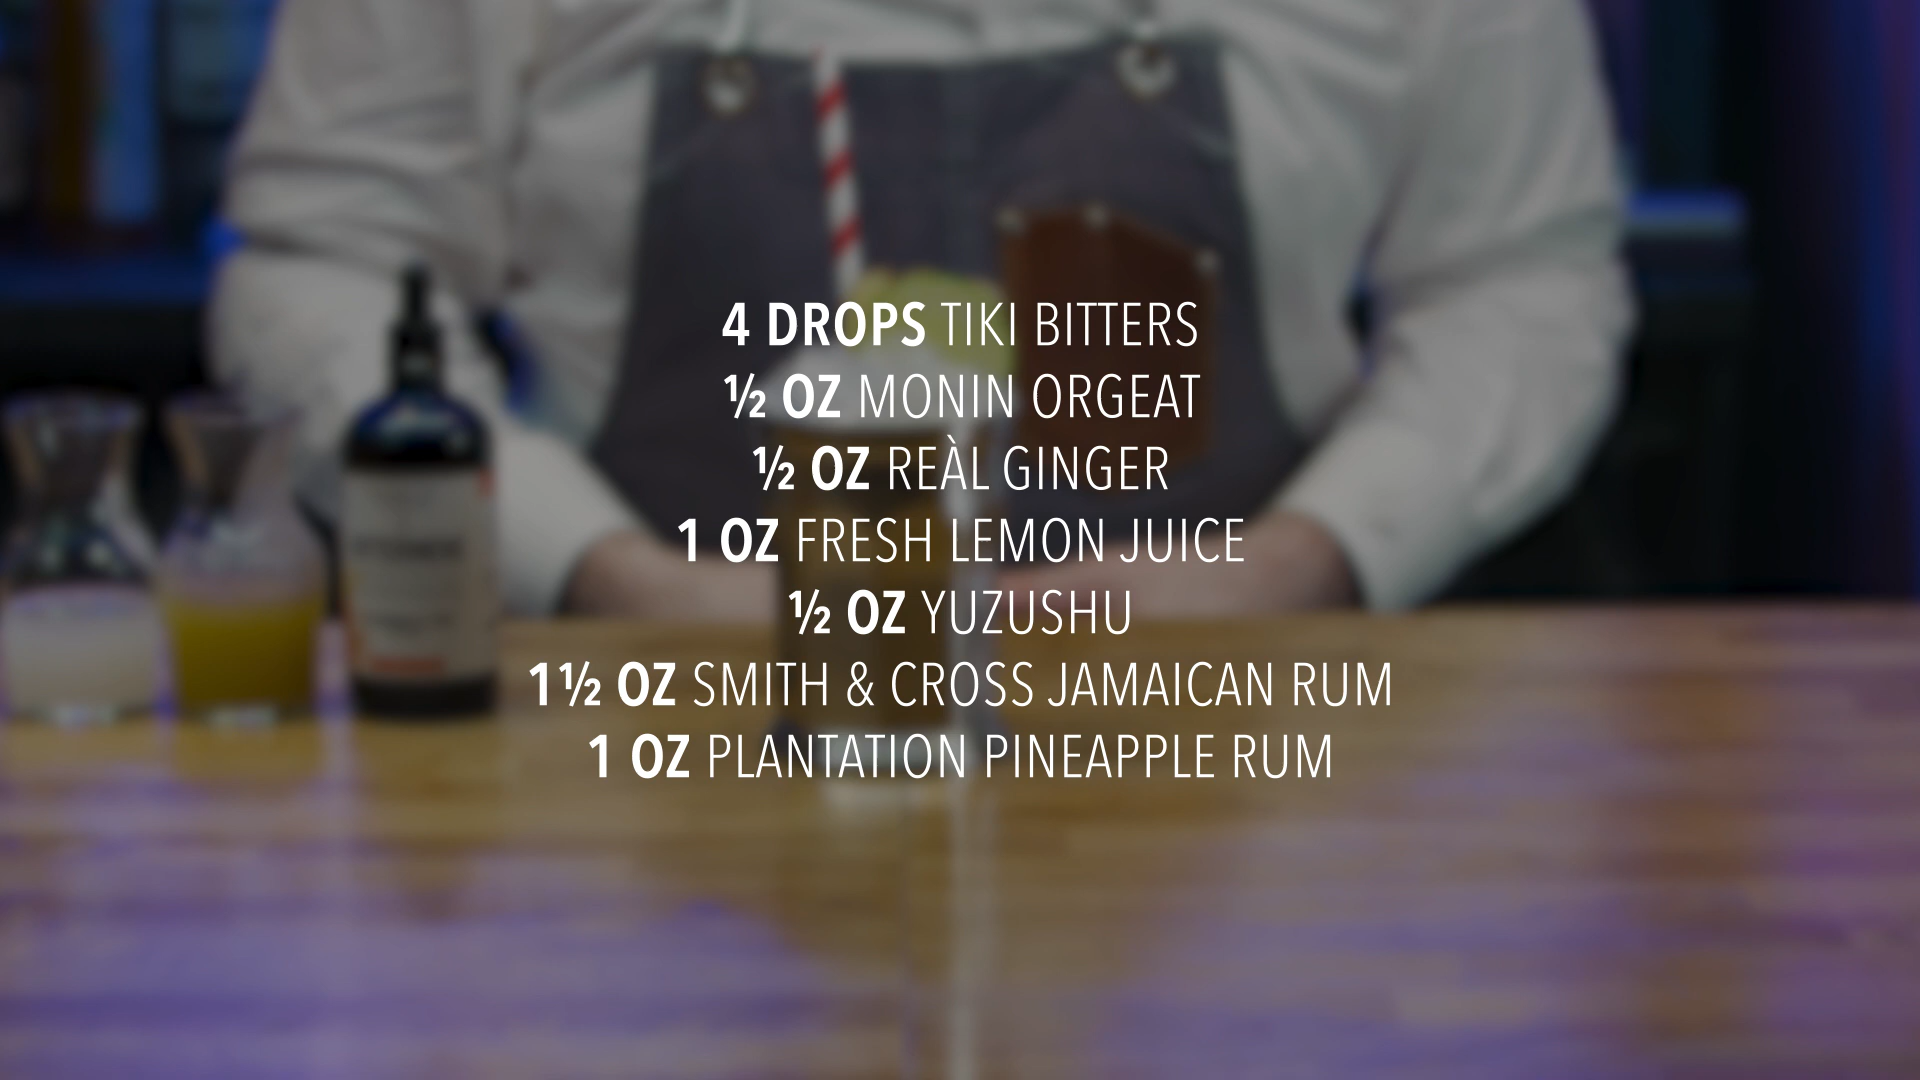 4 DROPS TIKI BITTERS
½ OZ MONIN ORGEAT
½ OZ REÀL GINGER
1 OZ FRESH LEMON JUICE
½ OZ YUZUSHU
1½ OZ SMITH & CROSS JAMAICAN RUM
1 OZ PLANTATION PINEAPPLE RUM